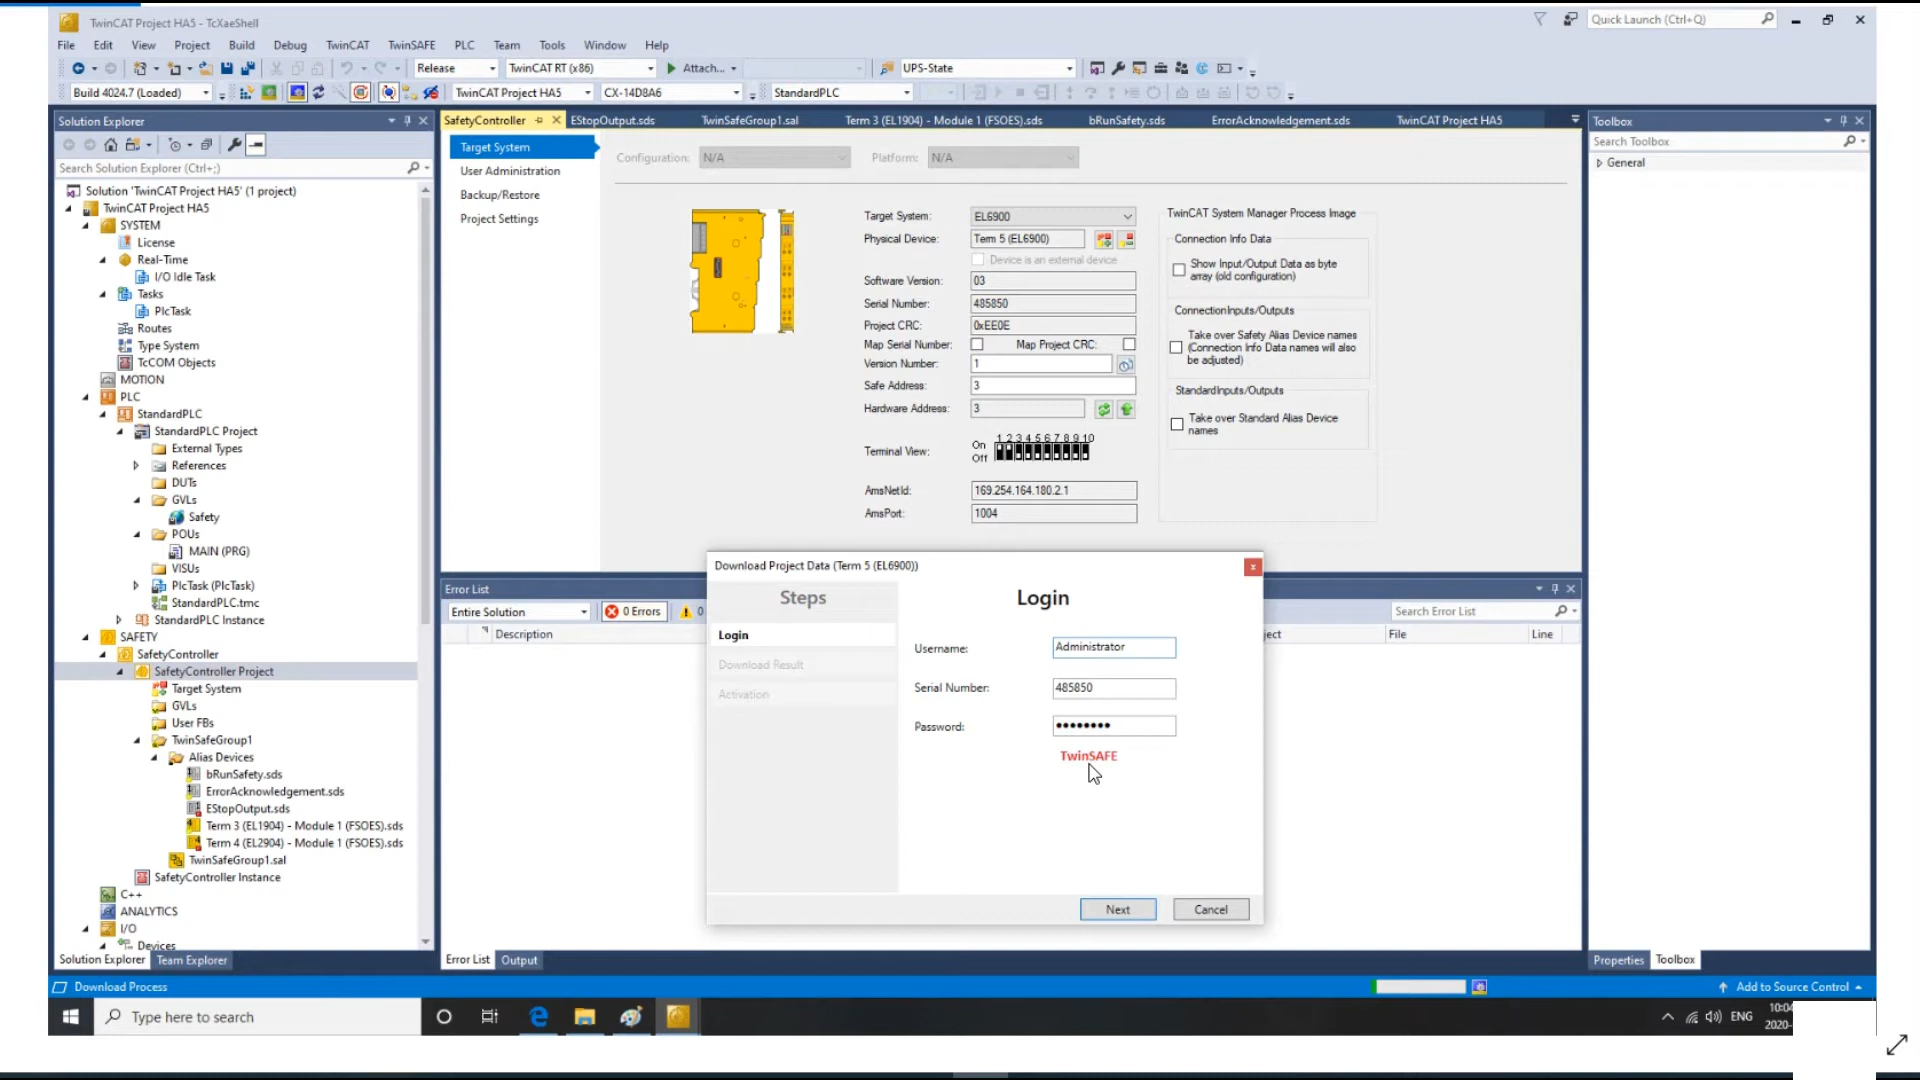 TwinCAT Project HA5 - TcXaeShell
Quick Launch (Ctrl+Q)
File Edit View Project Build Debug TwinCAT TwinSAFE PLC Team Tools Window Help
Release TwinCAT RT (x86) Attach... UPS-State
Build 4024.7 (Loaded) TwinCAT Project HA5 CX-14D8A6 StandardPLC
Solution Explorer
Search Solution Explorer (Ctrl+;)
Solution 'TwinCAT Project HA5' (1 project)
TwinCAT Project HA5
SYSTEM
License
Real-Time
I/O Idle Task
Tasks
PlcTask
Routes
Type System
TcCOM Objects
MOTION
PLC
StandardPLC
StandardPLC Project
External Types
References
DUTs
GVLs
Safety
POUs
MAIN (PRG)
VISUs
PlcTask (PlcTask)
StandardPLC.tmc
StandardPLC Instance
SAFETY
SafetyController
SafetyController Project
Target System
GVLs
User FBs
TwinSafeGroup1
Alias Devices
bRunSafety.sds
ErrorAcknowledgement.sds
EStopOutput.sds
Term 3 (EL1904) - Module 1 (FSOES).sds
Term 4 (EL2904) - Module 1 (FSOES).sds
TwinSafeGroup1.sal
SafetyController Instance
C++
ANALYTICS
I/O
Devices
Solution Explorer Team Explorer
SafetyController EStopOutput.sds TwinSafeGroup1.sal Term 3 (EL1904) - Module 1 (FSOES).sds bRunSafety.sds ErrorAcknowledgement.sds TwinCAT Project HA5
Target System
User Administration
Backup/Restore
Project Settings
Configuration: N/A Platform: N/A
Target System: EL6900
Physical Device: Term 5 (EL6900)
Device is an external device
Software Version: 03
Serial Number: 485850
Project CRC: 0xEE0E
Map Serial Number: Map Project CRC:
Version Number: 1
Safe Address: 3
Hardware Address: 3
1 2 3 4 5 6 7 8 9 10
Terminal View: On
Off
AmsNetId: 169.254.164.180.2.1
AmsPort: 1004
TwinCAT System Manager Process Image
Connection Info Data
Show Input/Output Data as byte
array (old configuration)
ConnectionInputs/Outputs
Take over Safety Alias Device names
(Connection Info Data names will also
be adjusted)
StandardInputs/Outputs
Take over Standard Alias Device
names
Toolbox
Search Toolbox
General
Error List
Entire Solution 0 Errors 0
Search Error List
Description
File Line
Download Project Data (Term 5 (EL6900))
x
Steps
Login
Download Result
Activation
Login
Username: Administrator
Serial Number: 485850
Password: ••••••••
TwinSAFE
Next Cancel
Error List Output
Properties Toolbox
Download Process
Add to Source Control
Type here to search
ENG
10:04
2020-